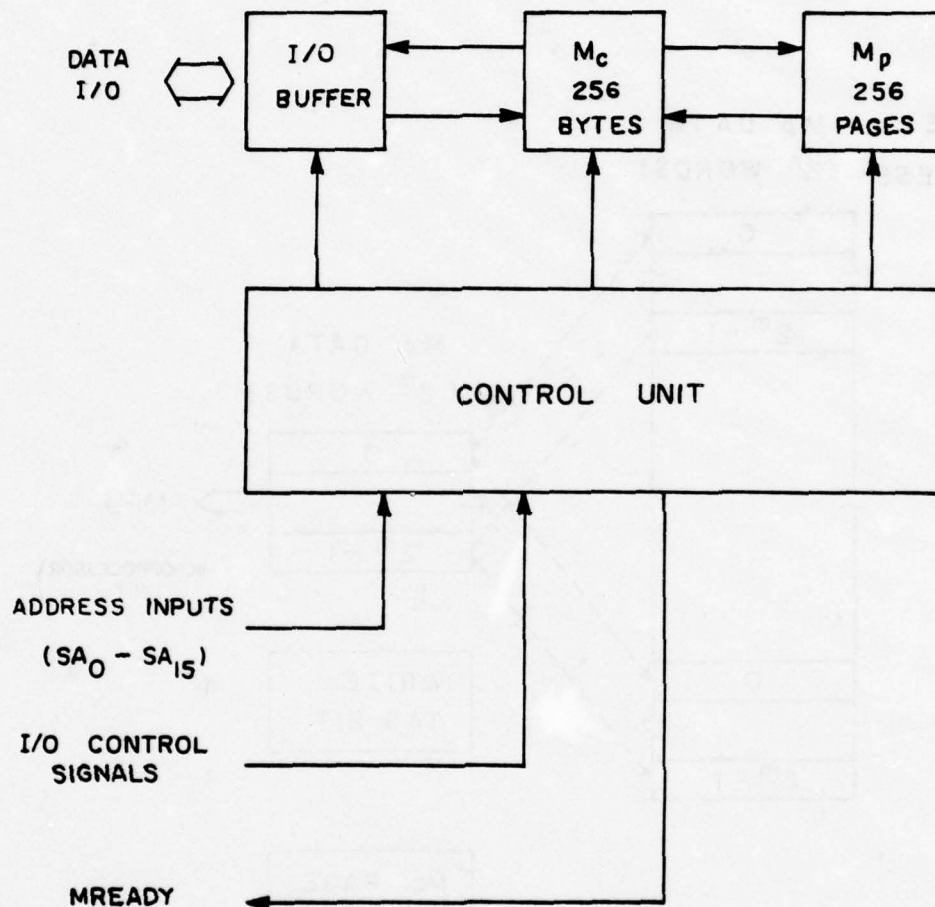 DATA
I/O
I/O
BUFFER
Mc
256
BYTES
Mp
256
PAGES
CONTROL UNIT
ADDRESS INPUTS
(SA0 - SA15)
I/O CONTROL
SIGNALS
MREADY